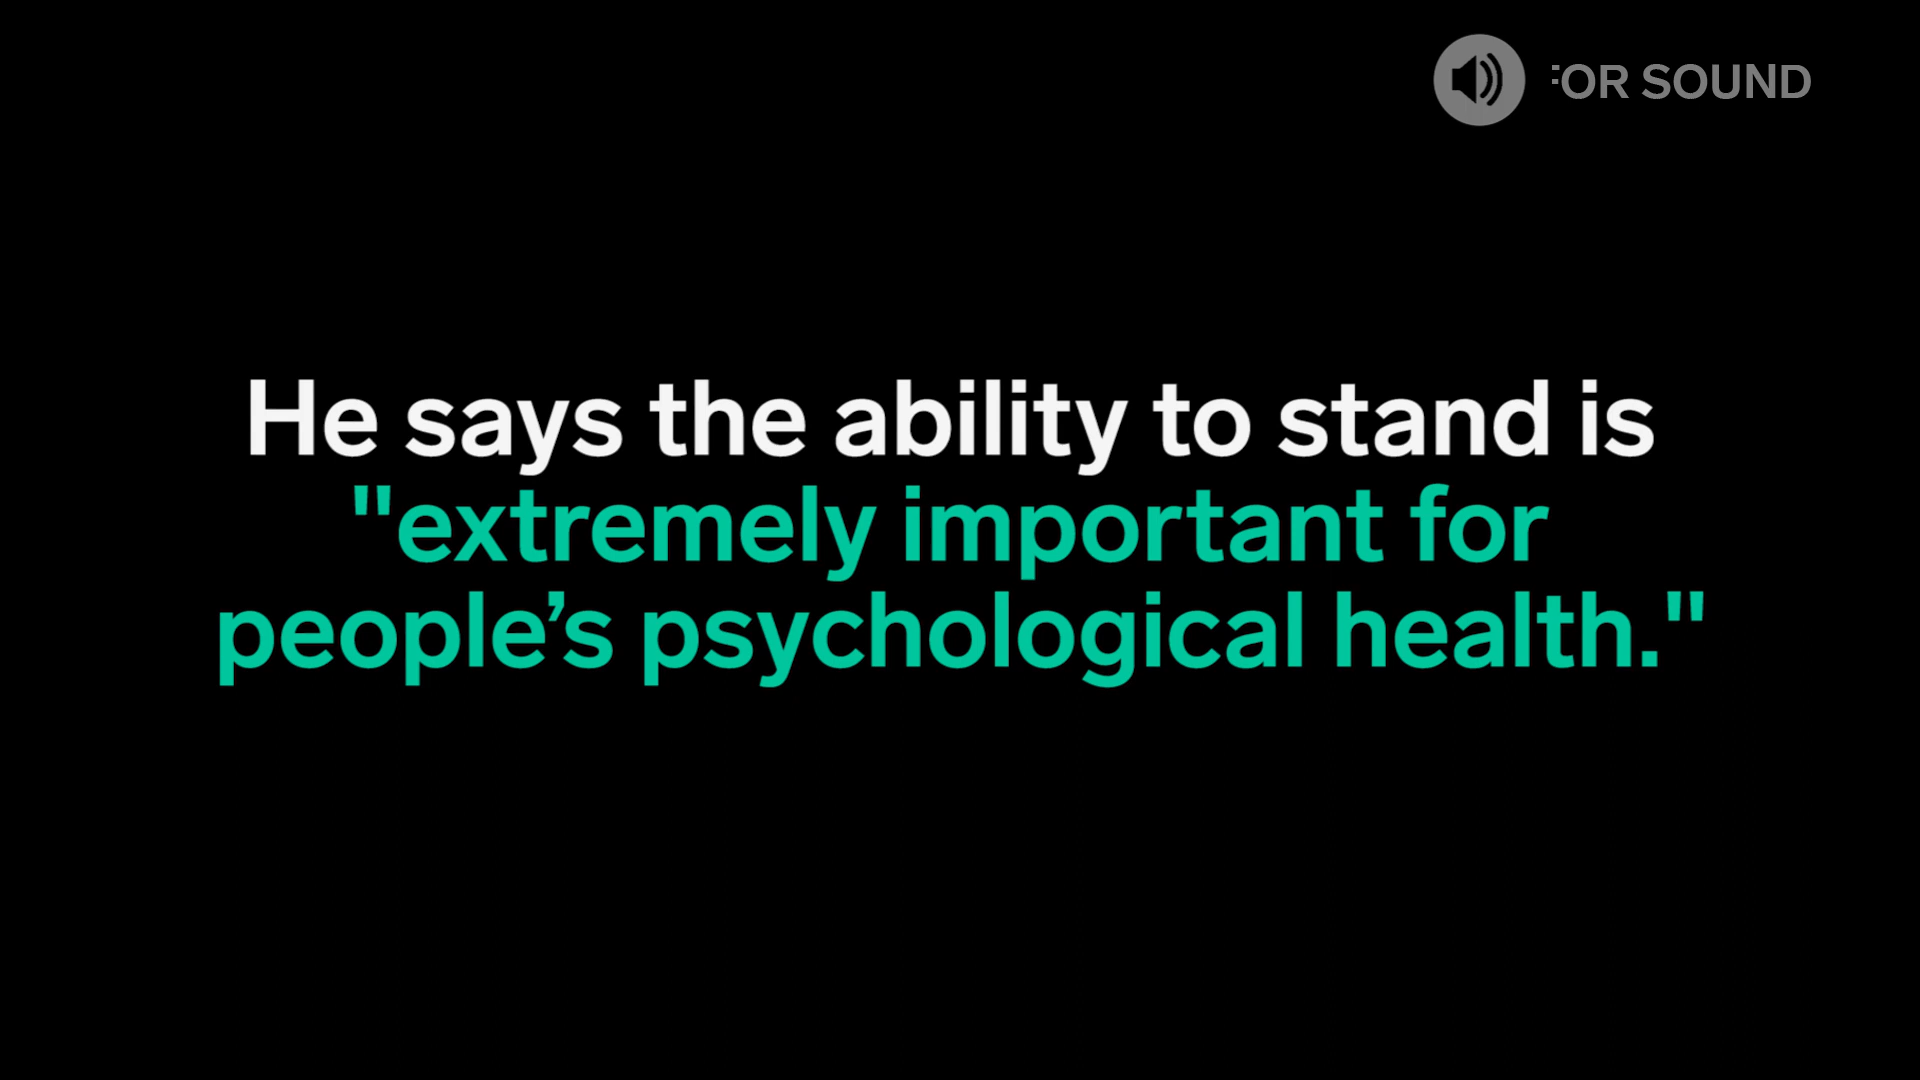 OR SOUND
He says the ability to stand is
"extremely important for
people’s psychological health."